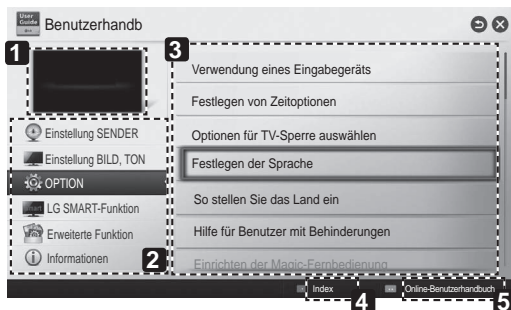 User
Guide
Benutzerhandb
1
3
Verwendung eines Eingabegeräts
Festlegen von Zeitoptionen
Optionen für TV-Sperre auswählen
Festlegen der Sprache
So stellen Sie das Land ein
Hilfe für Benutzer mit Behinderungen
Einrichten der Magic-Fernbedienung
Einstellung SENDER
Einstellung BILD, TON
OPTION
LG SMART-Funktion
Erweiterte Funktion
Informationen
2
Index
Online-Benutzerhandbuch
4
5